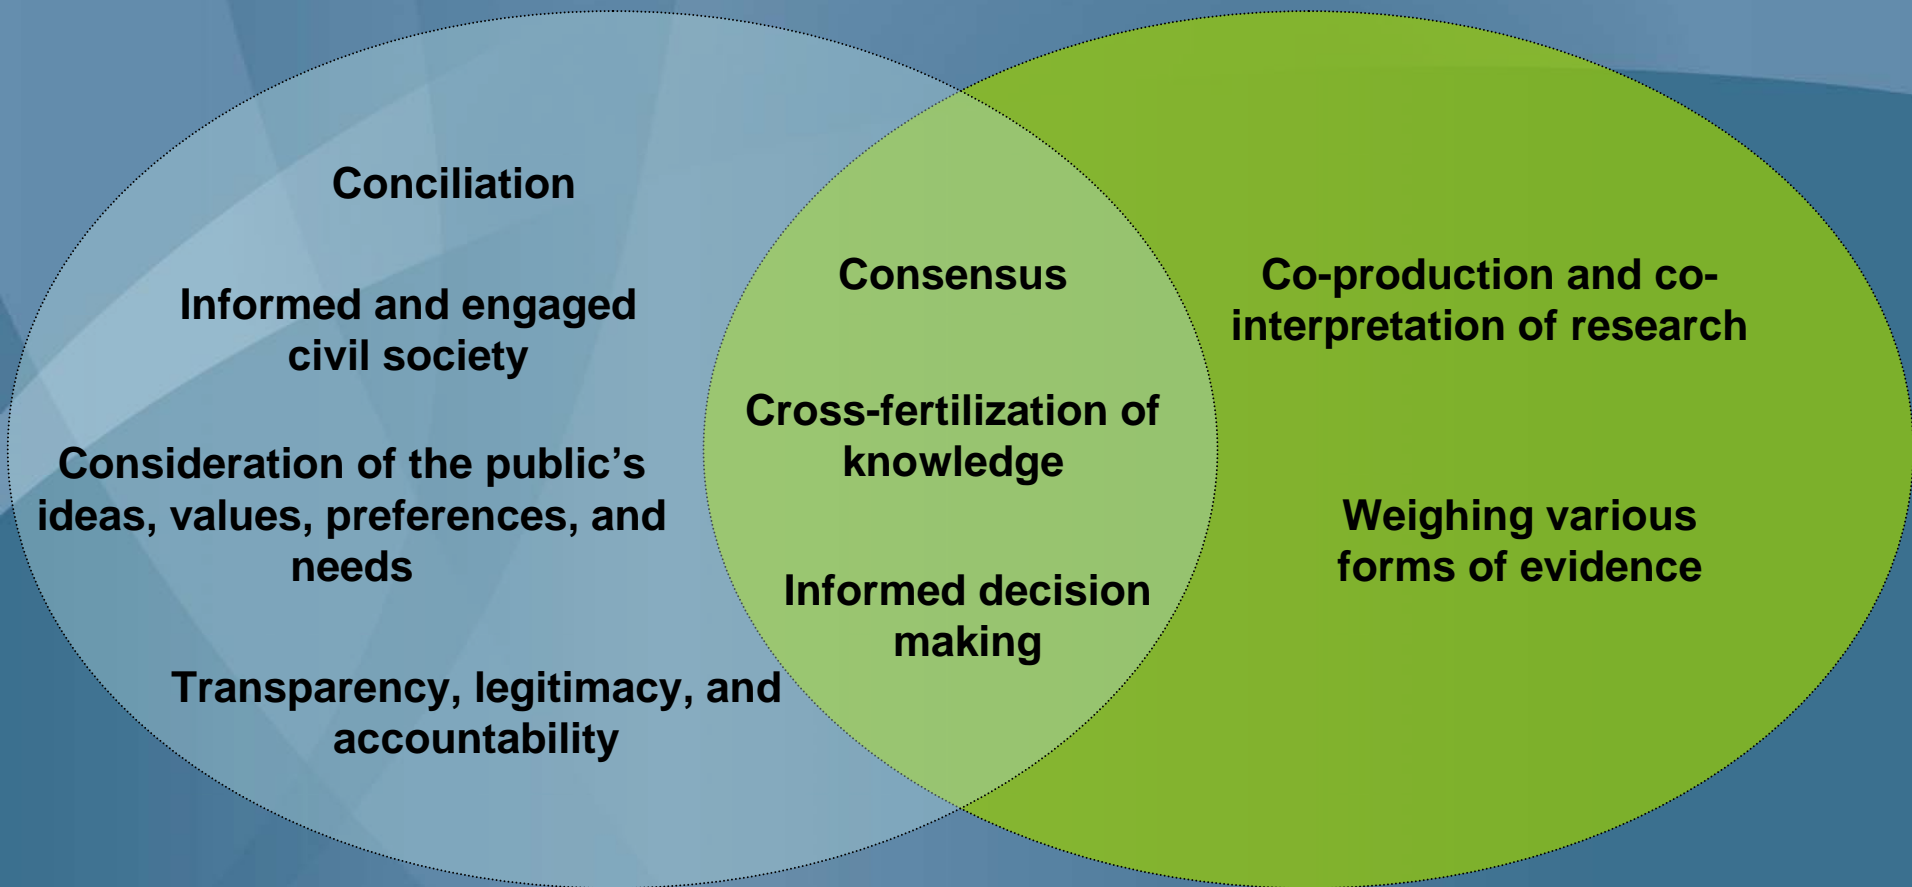 Conciliation
Informed and engaged
civil society
Consideration of the public’s
ideas, values, preferences, and
needs
Transparency, legitimacy, and
accountability
Consensus
Cross-fertilization of
knowledge
Informed decision
making
Co-production and co-
interpretation of research
Weighing various
forms of evidence